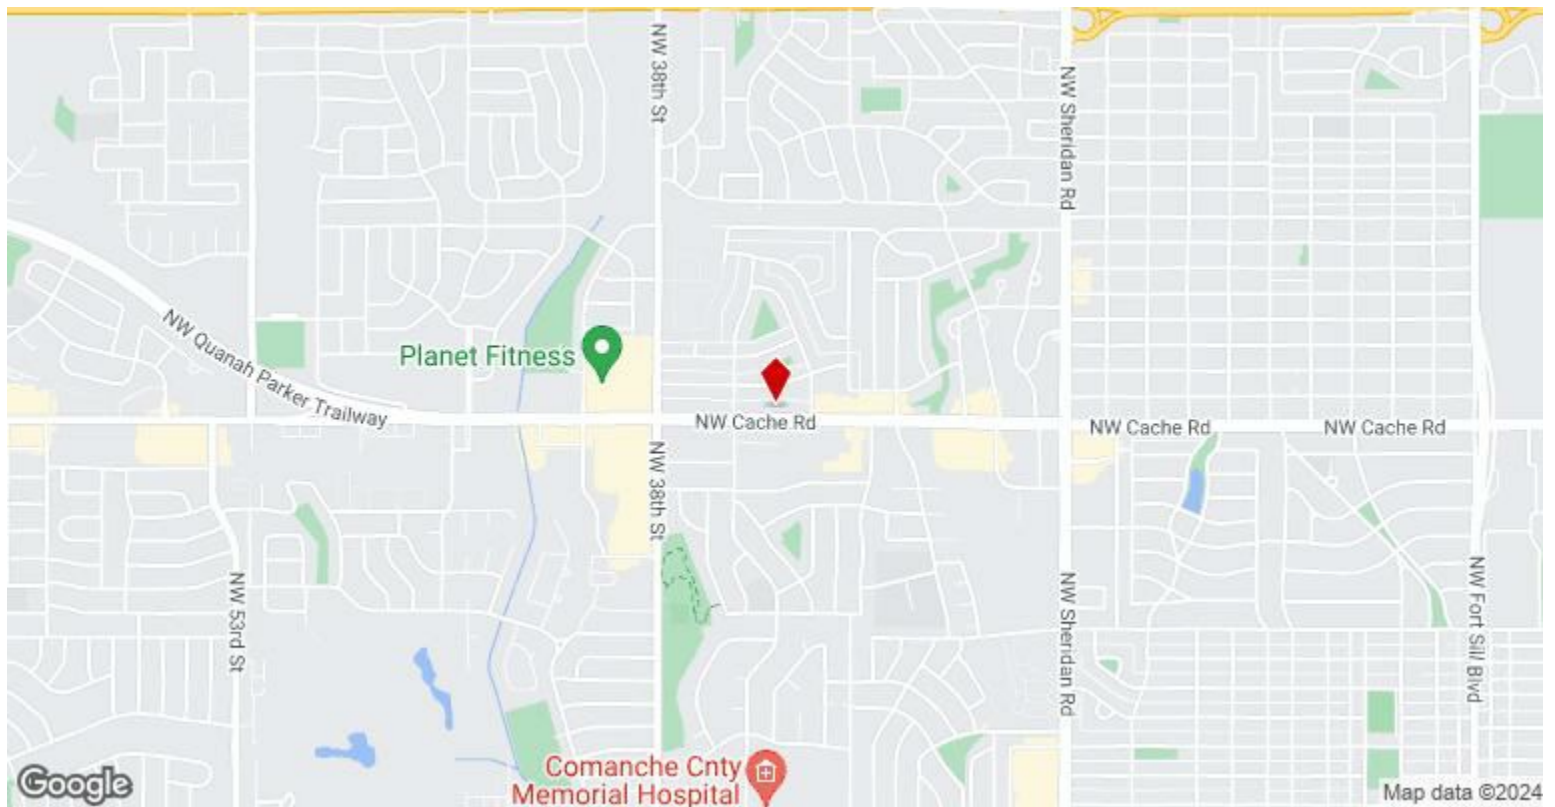 NW 38th St
NW Sheridan Rd
NW Quanah Parker Trailway
Planet Fitness
NW Cache Rd
NW Cache Rd
NW Cache Rd
NW 38th St
NW 53rd St
NW Sheridan Rd
NW Fort Sill Blvd
Comanche Cnty
Memorial Hospital
Google
Map data ©2024